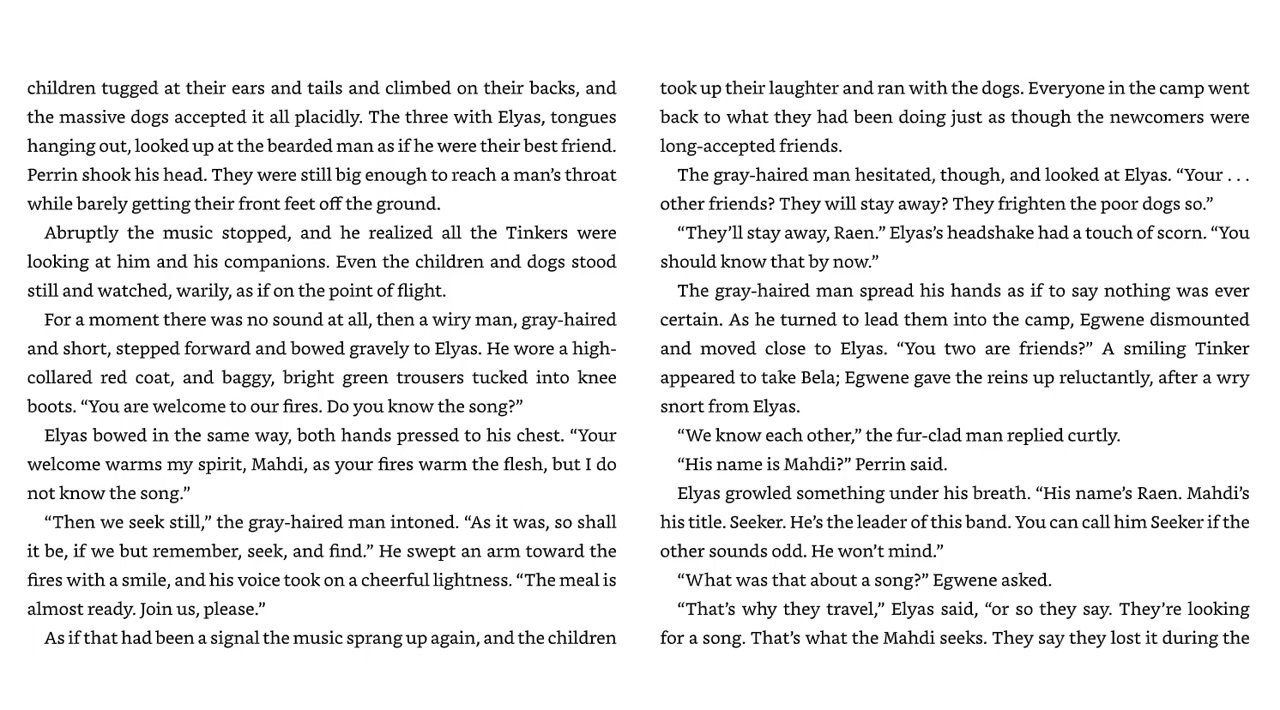 children tugged at their ears and tails and climbed on their backs, and
the massive dogs accepted it all placidly. The three with Elyas, tongues
hanging out, looked up at the bearded man as if he were their best friend.
Perrin shook his head. They were still big enough to reach a man’s throat
while barely getting their front feet off the ground.
Abruptly the music stopped, and he realized all the Tinkers were
looking at him and his companions. Even the children and dogs stood
still and watched, warily, as if on the point of flight.
For a moment there was no sound at all, then a wiry man, gray-haired
and short, stepped forward and bowed gravely to Elyas. He wore a high-
collared red coat, and baggy, bright green trousers tucked into knee
boots. “You are welcome to our fires. Do you know the song?”
Elyas bowed in the same way, both hands pressed to his chest. “Your
welcome warms my spirit, Mahdi, as your fires warm the flesh, but I do
not know the song.”
“Then we seek still,” the gray-haired man intoned. “As it was, so shall
it be, if we but remember, seek, and find.” He swept an arm toward the
fires with a smile, and his voice took on a cheerful lightness. “The meal is
almost ready. Join us, please.”
As if that had been a signal the music sprang up again, and the children
took up their laughter and ran with the dogs. Everyone in the camp went
back to what they had been doing just as though the newcomers were
long-accepted friends.
The gray-haired man hesitated, though, and looked at Elyas. “Your . . .
other friends? They will stay away? They frighten the poor dogs so.”
“They’ll stay away, Raen.” Elyas’s headshake had a touch of scorn. “You
should know that by now.”
The gray-haired man spread his hands as if to say nothing was ever
certain. As he turned to lead them into the camp, Egwene dismounted
and moved close to Elyas. “You two are friends?” A smiling Tinker
appeared to take Bela; Egwene gave the reins up reluctantly, after a wry
snort from Elyas.
“We know each other,” the fur-clad man replied curtly.
“His name is Mahdi?” Perrin said.
Elyas growled something under his breath. “His name’s Raen. Mahdi’s
his title. Seeker. He’s the leader of this band. You can call him Seeker if the
other sounds odd. He won’t mind.”
“What was that about a song?” Egwene asked.
“That’s why they travel,” Elyas said, “or so they say. They’re looking
for a song. That’s what the Mahdi seeks. They say they lost it during the